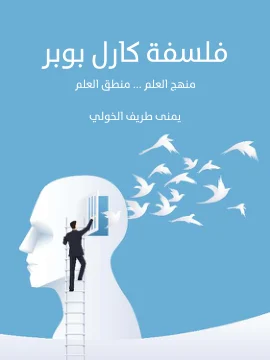 فلسفة كارل بوبر
منهج العلم ... منطق العلم
يمنى طريف الخولي